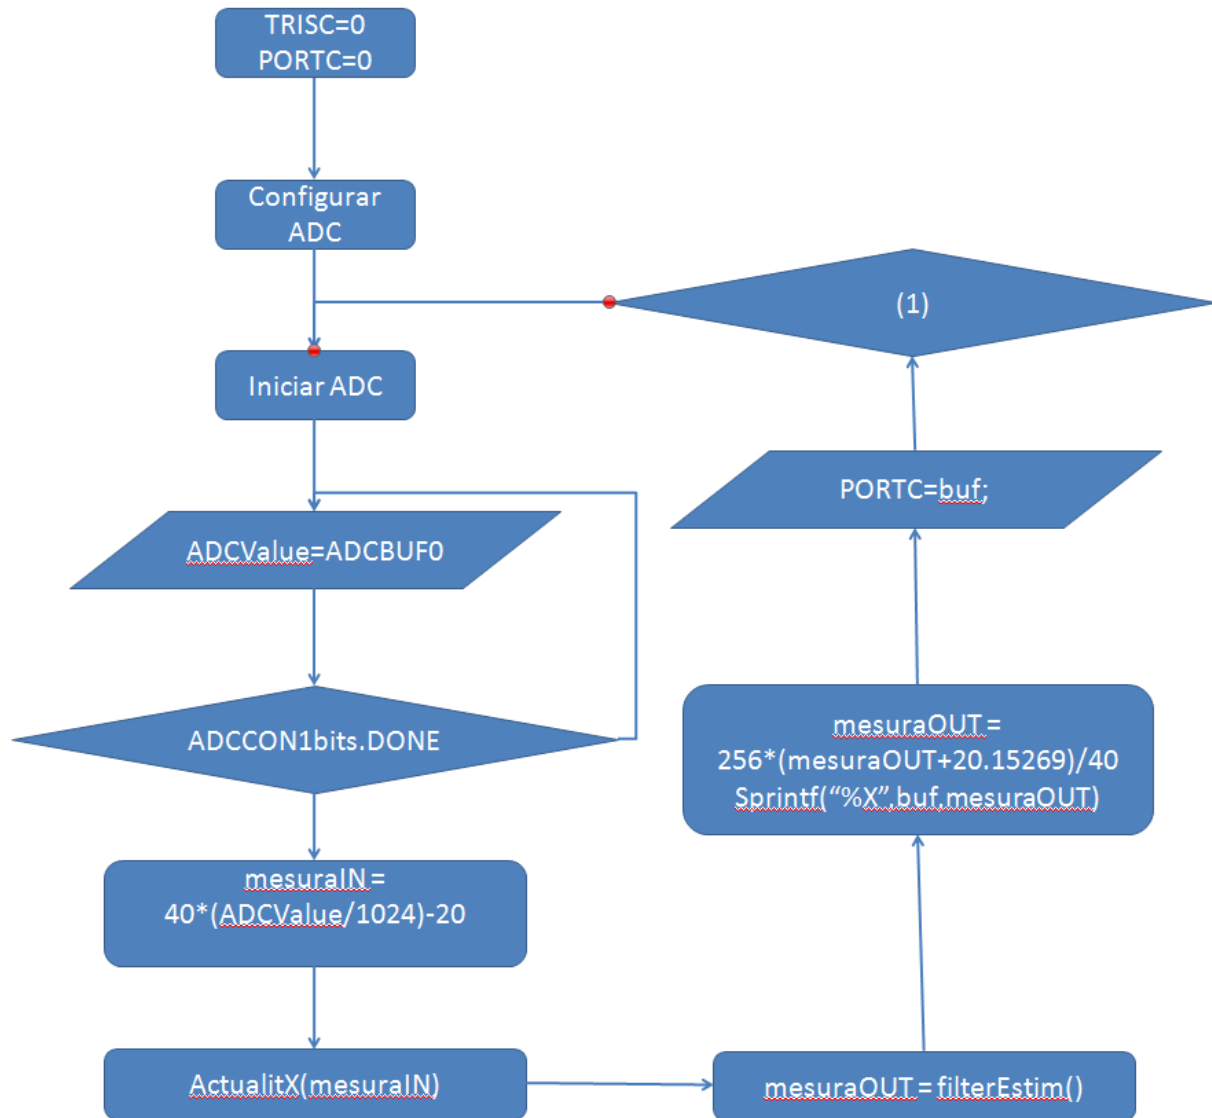 TRISC=0
PORTC=0
Configurar
ADC
Iniciar ADC
ADCValue=ADCBUF0
ADCCON1bits.DONE
mesuraIN=
40*(ADCValue/1024)-20
ActualitX(mesuraIN)
mesuraOUT=filterEstim()
mesuraOUT=
256*(mesuraOUT+20.15269)/40
Sprintf(“%X”,buf,mesuraOUT)
PORTC=buf;
(1)